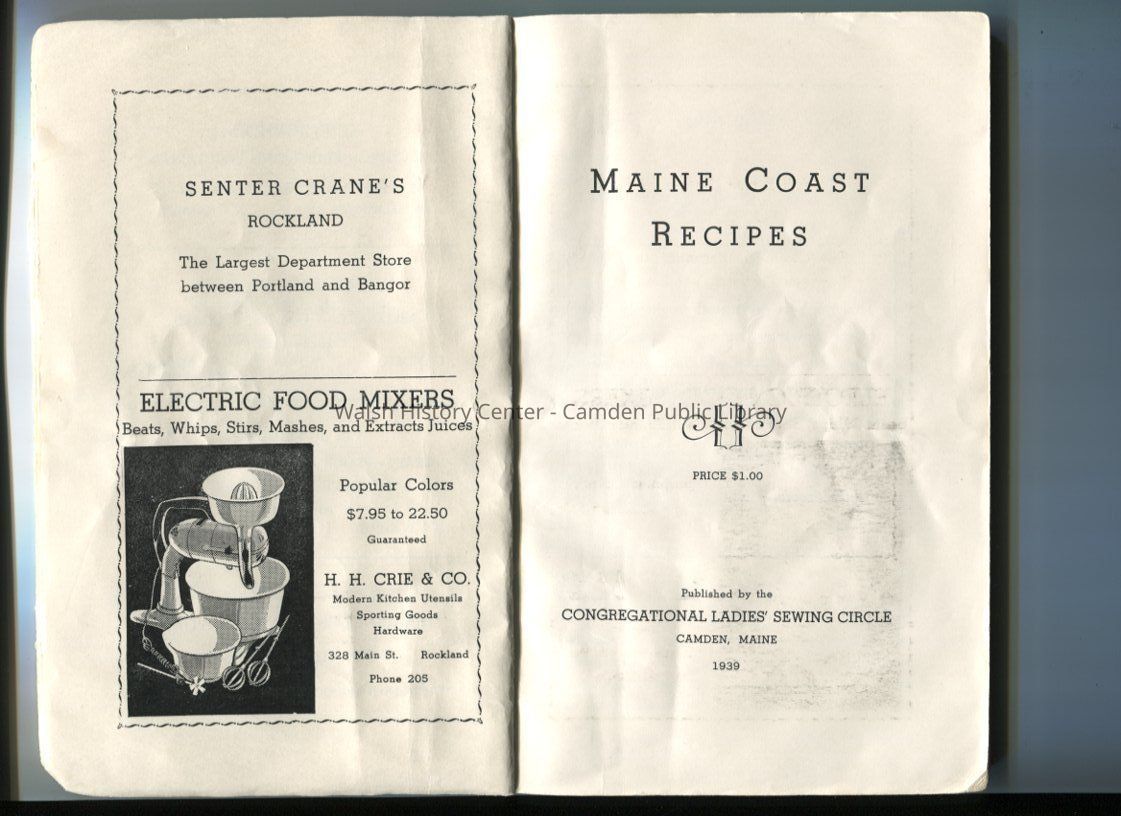 SENTER CRANE'S
ROCKLAND
The Largest Department Store
between Portland and Bangor
ELECTRIC FOOD MIXERS
Beats, Whips, Stirs, Mashes, and Extracts Juices
Popular Colors
$7.95 to 22.50
Guaranteed
H. H. CRIE & CO.
Modern Kitchen Utensils
Sporting Goods
Hardware
328 Main St. Rockland
Phone 205
MAINE COAST
RECIPES
Walsh History Center - Camden Public Library
PRICE $1.00
Published by the
CONGREGATIONAL LADIES' SEWING CIRCLE
CAMDEN, MAINE
1939